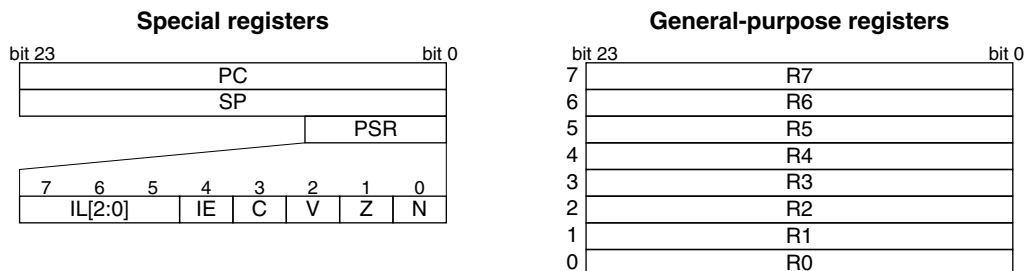 Special registers
bit 23 bit 0
PC
SP
PSR
7 6 5 4 3 2 1 0
IL[2:0] IE C V Z N
General-purpose registers
bit 23 bit 0
7 R7
6 R6
5 R5
4 R4
3 R3
2 R2
1 R1
0 R0